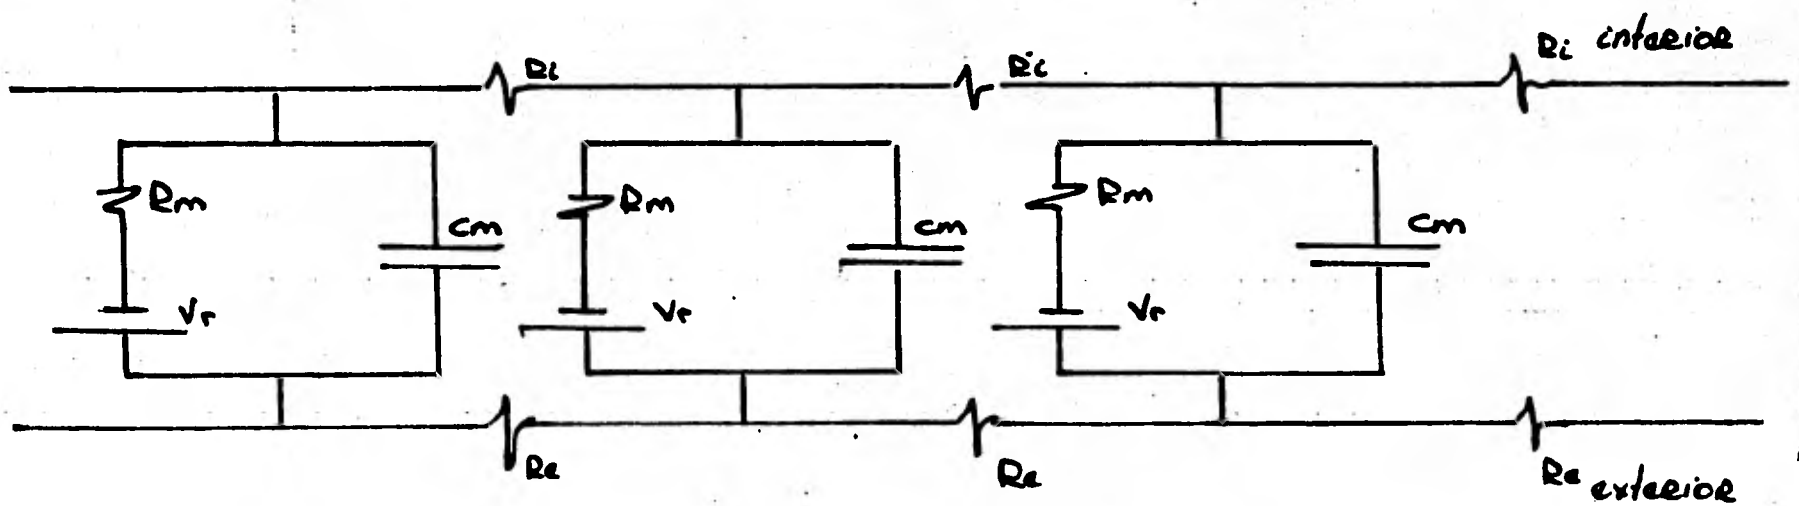 Ri interior
Ri
Ri
Rm
Rm
Rm
Cm
Cm
Cm
Vr
Vr
Vr
Re
Re
Re exterior